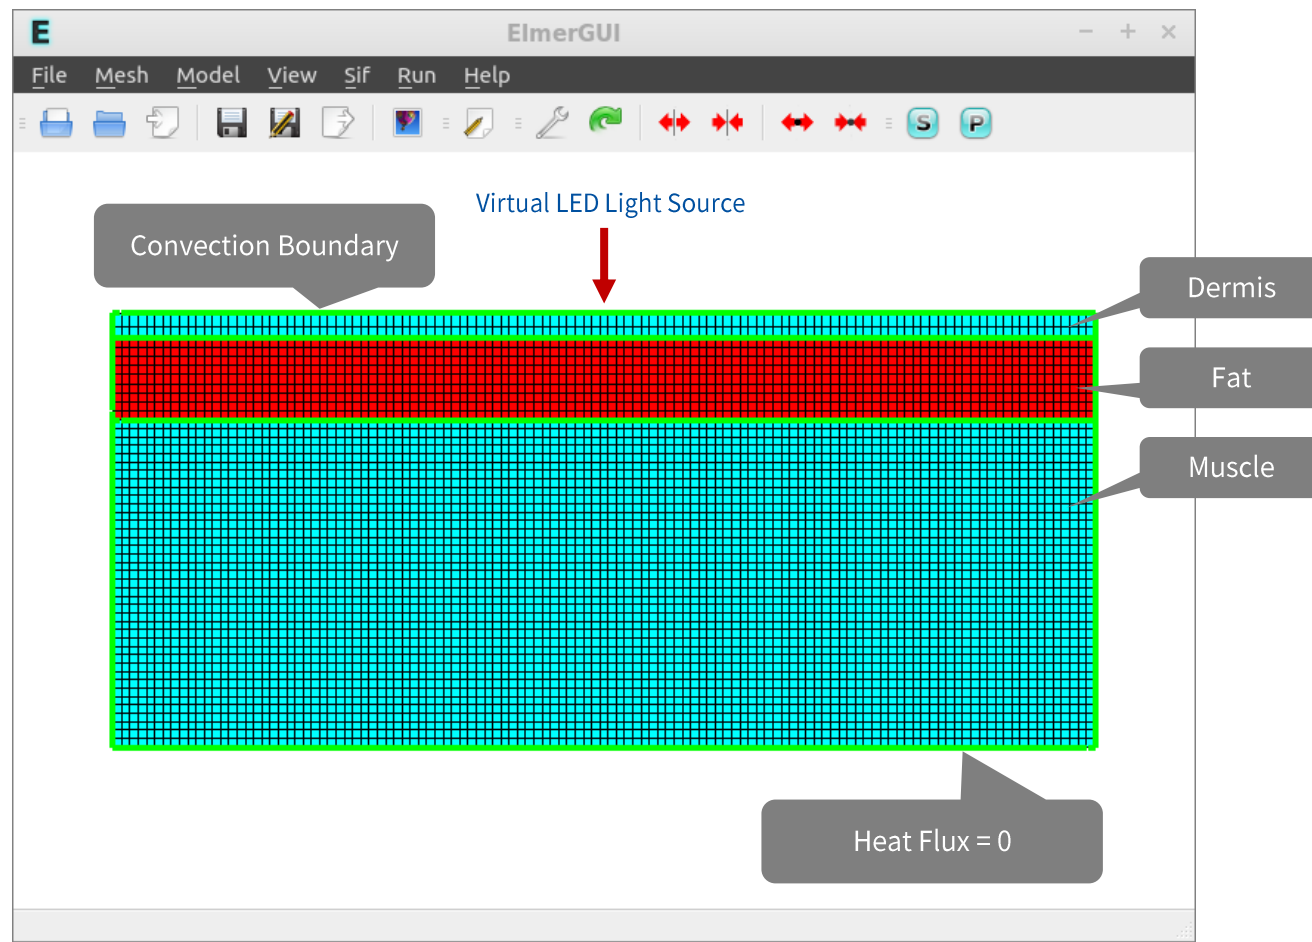 E
ElmerGUI
File Mesh Model View Sif Run Help
S P
Virtual LED Light Source
Convection Boundary
Dermis
Fat
Muscle
Heat Flux = 0